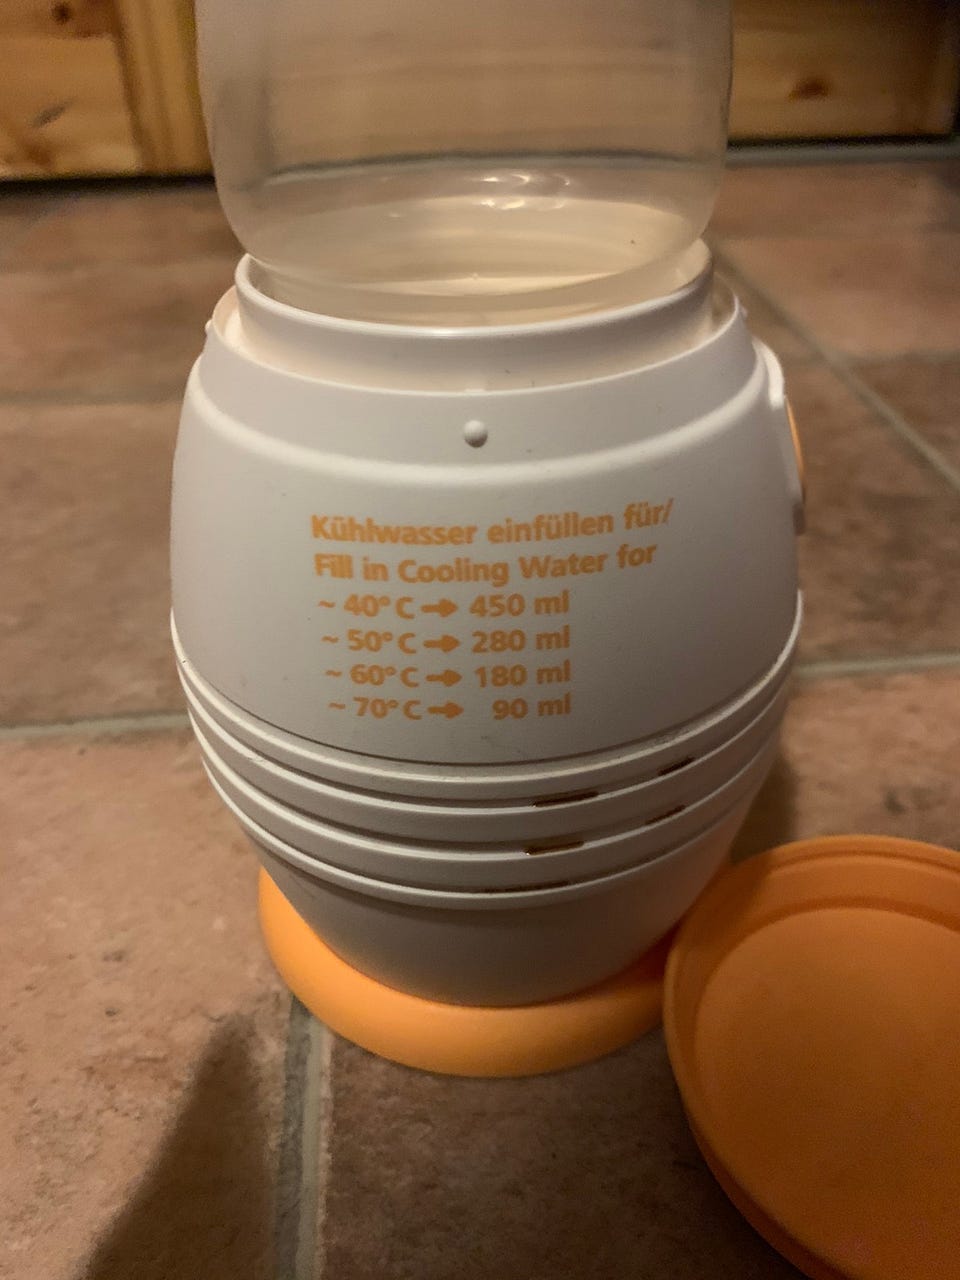 Kühlwasser einfüllen für/
Fill in Cooling Water for
~ 40°C → 450 ml
~ 50°C → 280 ml
~ 60°C → 180 ml
~ 70°C → 90 ml